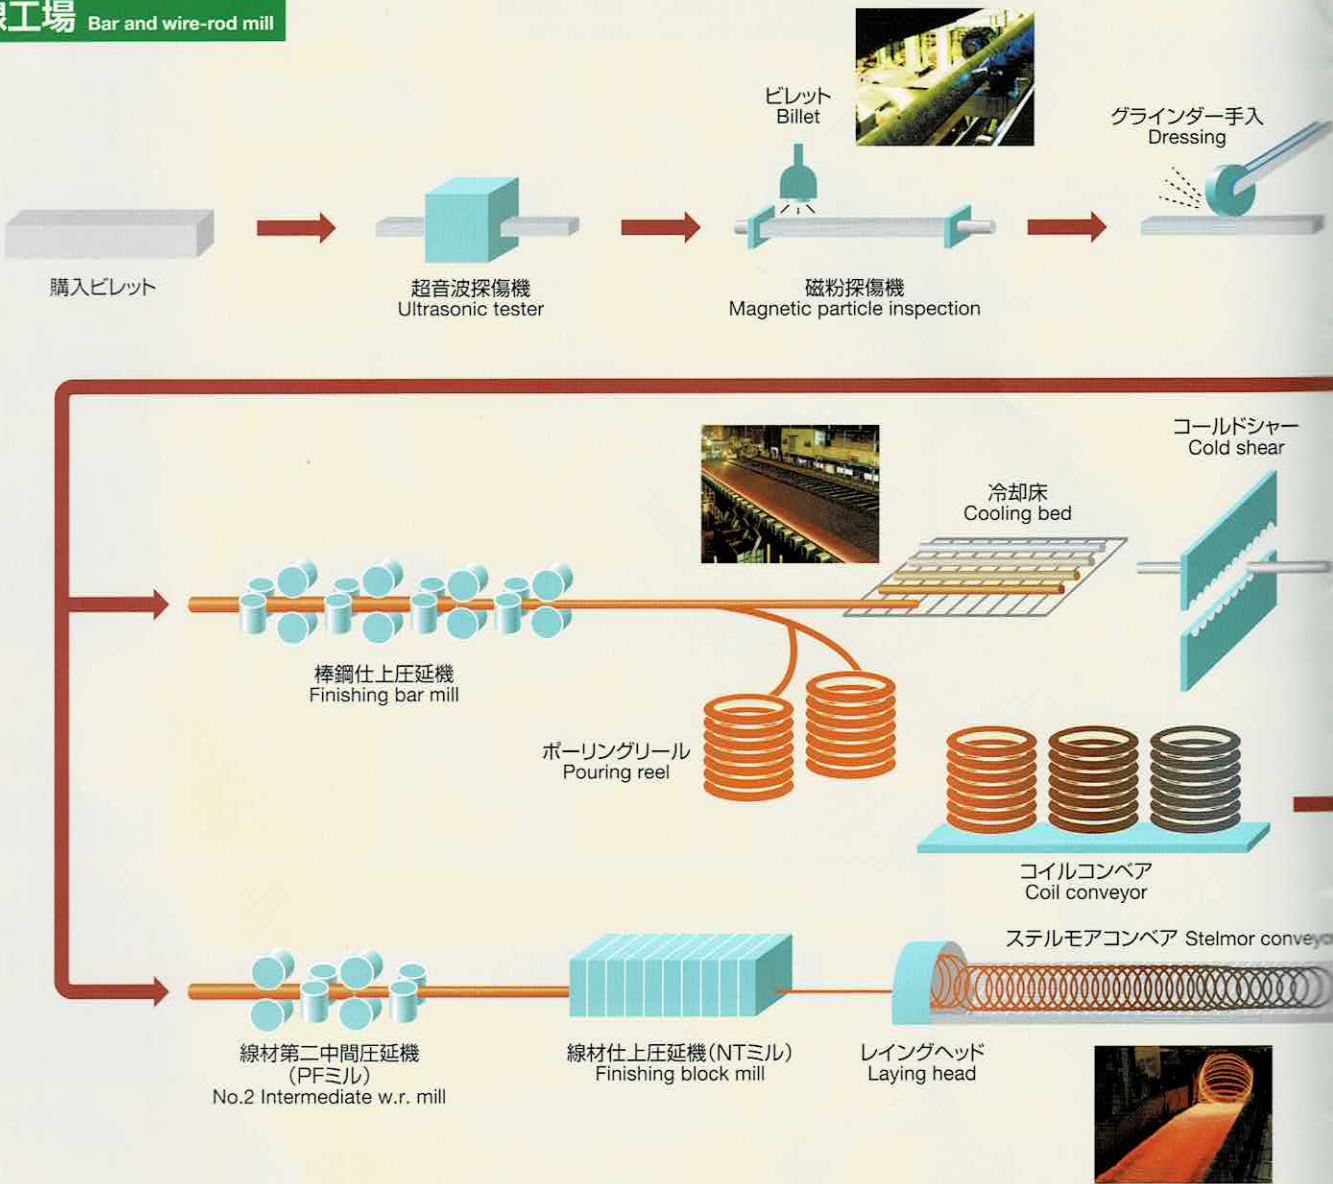 線工場 Bar and wire-rod mill
ビレット
Billet
グラインダー手入
Dressing
購入ビレット
超音波探傷機
Ultrasonic tester
磁粉探傷機
Magnetic particle inspection
コールドシャー
Cold shear
冷却床
Cooling bed
棒鋼仕上圧延機
Finishing bar mill
ポーリングリール
Pouring reel
コイルコンベア
Coil conveyor
ステルモアコンベア Stelmor conveyo
線材第二中間圧延機
(PFミル)
No.2 Intermediate w.r. mill
線材仕上圧延機(NTミル)
Finishing block mill
レイングヘッド
Laying head